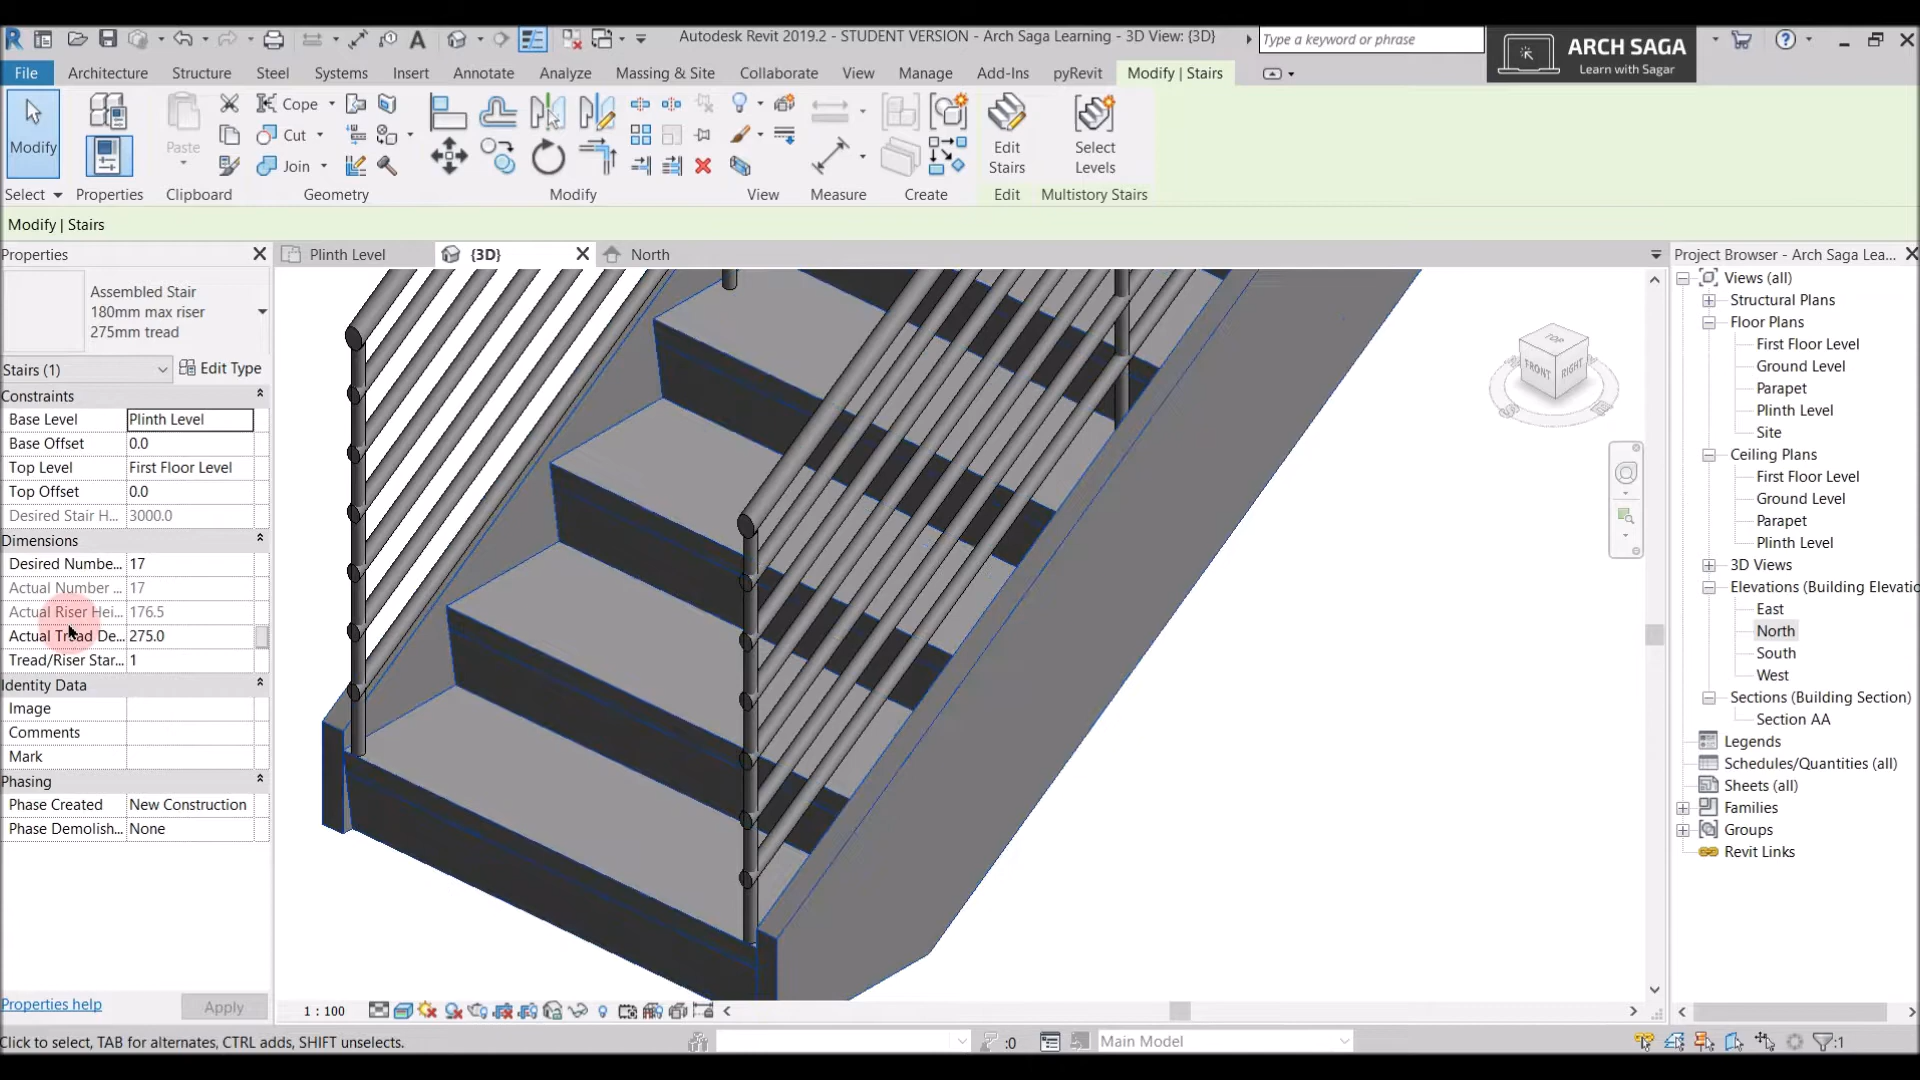 Autodesk Revit 2019.2 - STUDENT VERSION - Arch Saga Learning - 3D View: {3D}
Type a keyword or phrase
ARCH SAGA
Learn with Sagar
File Architecture Structure Steel Systems Insert Annotate Analyze Massing & Site Collaborate View Manage Add-Ins pyRevit Modify | Stairs
Modify
Paste
Cope
Cut
Join
Edit Stairs
Select Levels
Select Properties Clipboard Geometry Modify View Measure Create Edit Multistory Stairs
Modify | Stairs
Properties
Plinth Level
{3D}
North
Project Browser - Arch Saga Lea...
Assembled Stair
180mm max riser
275mm tread
Stairs (1)
Edit Type
Constraints
Base Level Plinth Level
Base Offset 0.0
Top Level First Floor Level
Top Offset 0.0
Desired Stair H... 3000.0
Dimensions
Desired Numbe... 17
Actual Number ... 17
Actual Riser Hei... 176.5
Actual Tread De... 275.0
Tread/Riser Star... 1
Identity Data
Image
Comments
Mark
Phasing
Phase Created New Construction
Phase Demolish... None
Properties help
Apply
TOP
FRONT
RIGHT
Views (all)
Structural Plans
Floor Plans
First Floor Level
Ground Level
Parapet
Plinth Level
Site
Ceiling Plans
First Floor Level
Ground Level
Parapet
Plinth Level
3D Views
Elevations (Building Elevatio
East
North
South
West
Sections (Building Section)
Section AA
Legends
Schedules/Quantities (all)
Sheets (all)
Families
Groups
Revit Links
1 : 100
Click to select, TAB for alternates, CTRL adds, SHIFT unselects.
:0
Main Model
:1